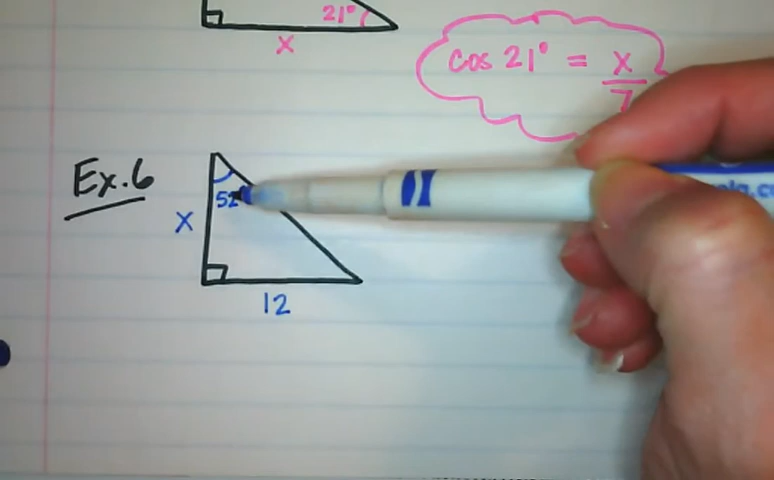 21°
x
cos 21° = x
7
Ex.6
52
x
12